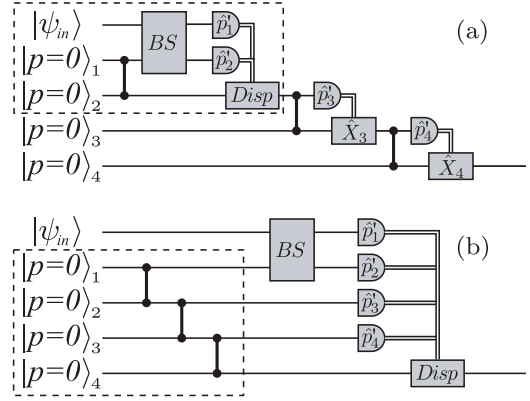 |ψin⟩ BS p̂'1 (a)
|p=0⟩1 p̂'2
|p=0⟩2 Disp p̂'3
|p=0⟩3 X̂3 p̂'4
|p=0⟩4 X̂4
|ψin⟩ BS p̂'1 (b)
|p=0⟩1 p̂'2
|p=0⟩2 p̂'3
|p=0⟩3 p̂'4
|p=0⟩4 Disp